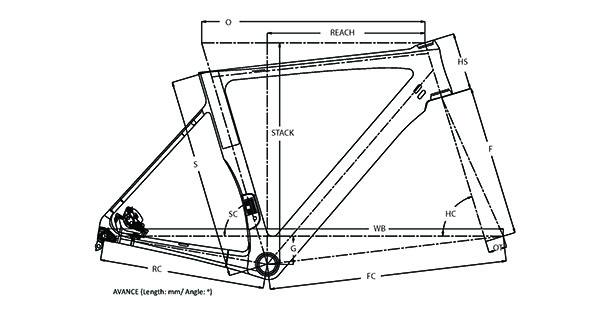 O
REACH
HS
STACK
S
F
SC
HC
WB
G
OT
RC
FC
AVANCE (Length: mm/ Angle: °)